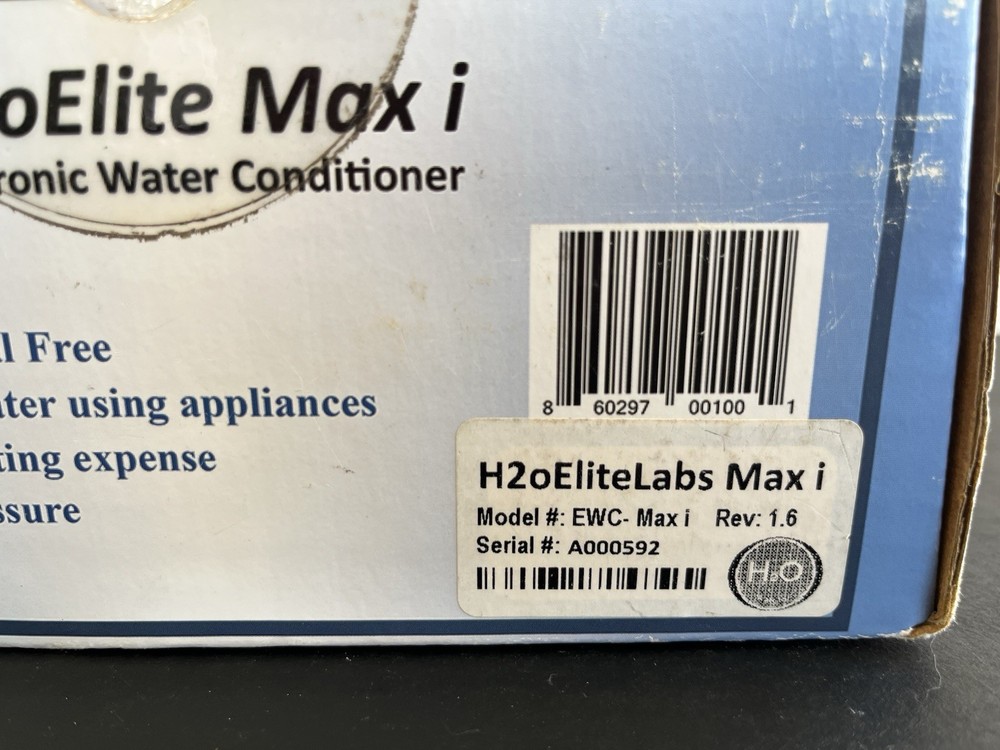 oElite Max i
ronic Water Conditioner
l Free
ter using appliances
ting expense
ssure
8 60297 00100 1
H2oEliteLabs Max i
Model #: EWC- Max i Rev: 1.6
Serial #: A000592
H2O